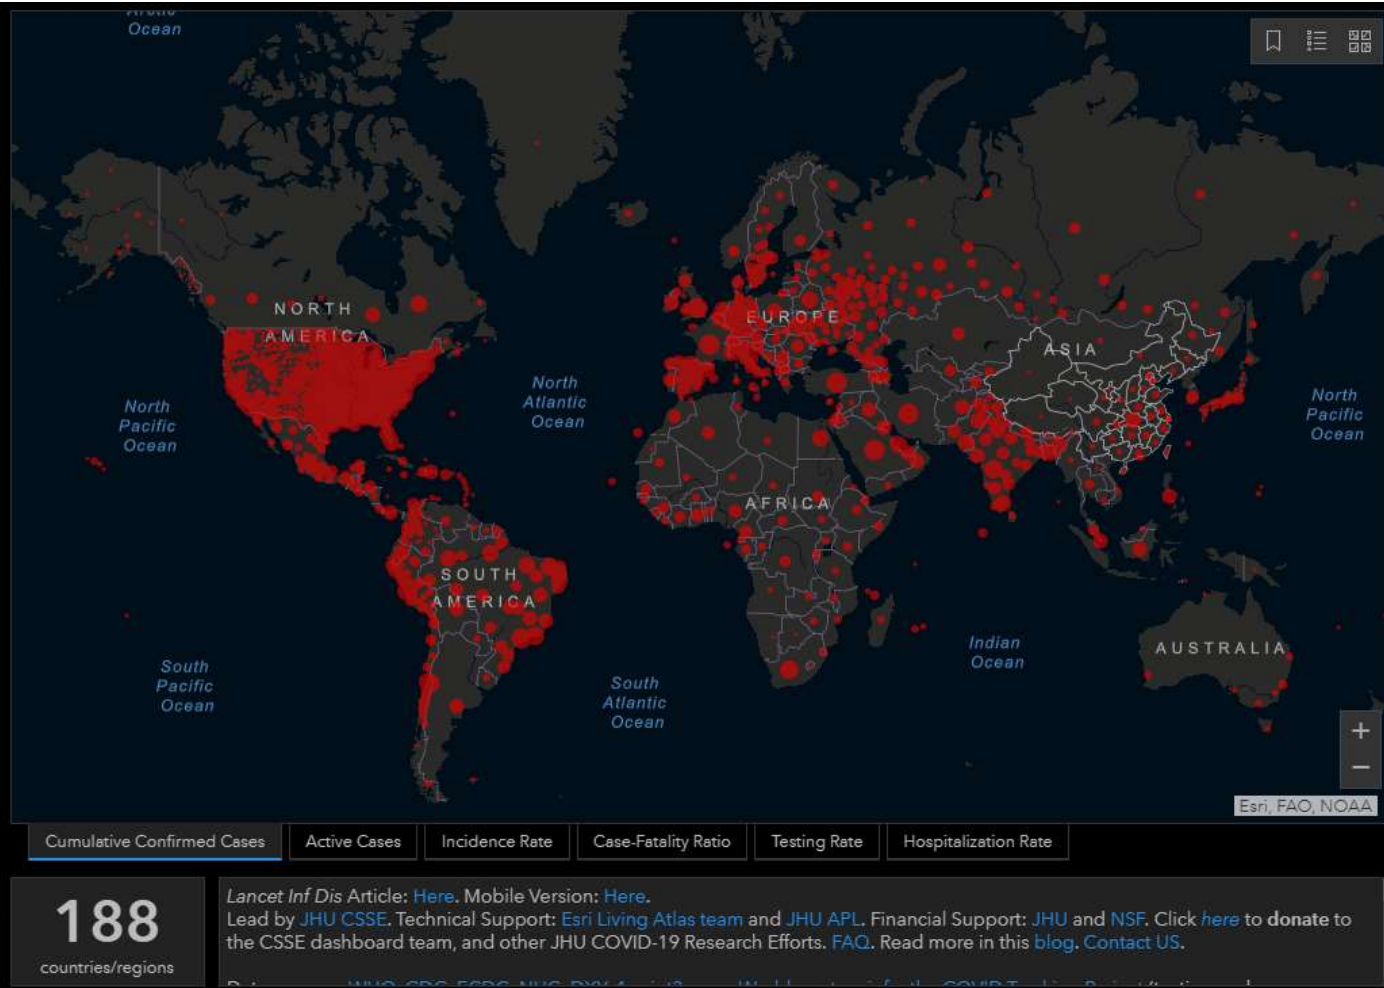 Ocean
NORTH
AMERICA
EUROPE
ASIA
North
Atlantic
Ocean
North
Pacific
Ocean
North
Pacific
Ocean
AFRICA
SOUTH
AMERICA
Indian
Ocean
AUSTRALIA
South
Pacific
Ocean
South
Atlantic
Ocean
+
−
Esri, FAO, NOAA
Cumulative Confirmed Cases
Active Cases
Incidence Rate
Case-Fatality Ratio
Testing Rate
Hospitalization Rate
188
countries/regions
Lancet Inf Dis Article: Here. Mobile Version: Here.
Lead by JHU CSSE. Technical Support: Esri Living Atlas team and JHU APL. Financial Support: JHU and NSF. Click here to donate to
the CSSE dashboard team, and other JHU COVID-19 Research Efforts. FAQ. Read more in this blog. Contact US.